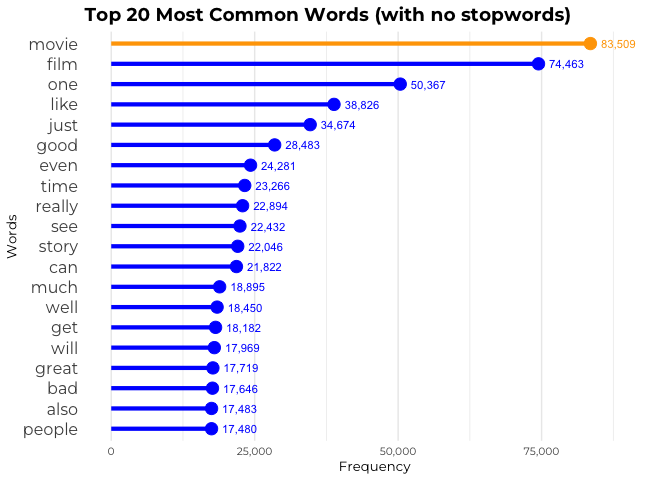 Top 20 Most Common Words (with no stopwords)
Words
movie 83,509
film 74,463
one 50,367
like 38,826
just 34,674
good 28,483
even 24,281
time 23,266
really 22,894
see 22,432
story 22,046
can 21,822
much 18,895
well 18,450
get 18,182
will 17,969
great 17,719
bad 17,646
also 17,483
people 17,480
0 25,000 50,000 75,000
Frequency